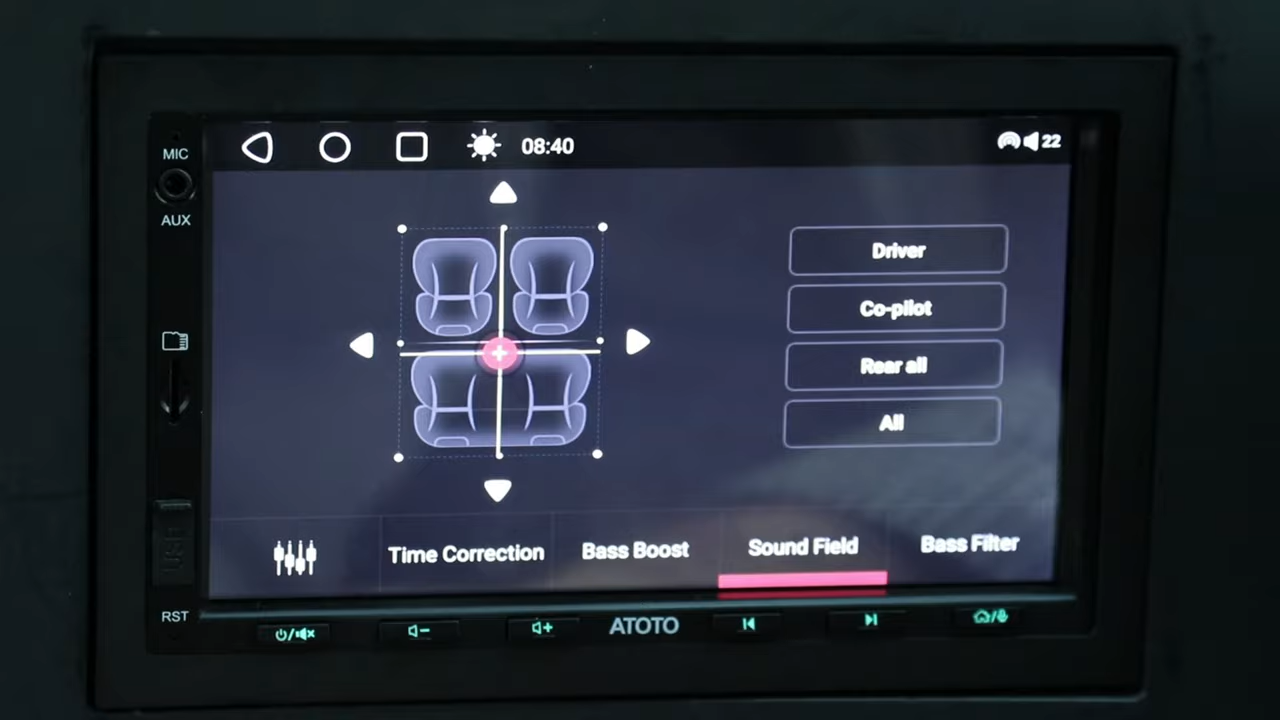 MIC
AUX
08:40
22
Driver
Co-pilot
Rear all
All
Time Correction
Bass Boost
Sound Field
Bass Filter
RST
ATOTO